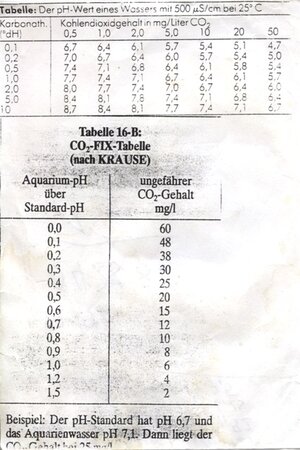 Tabelle: Der pH-Wert eines Wassers mit 500 µS/cm bei 25° C
Karbonath. Kohlendioxidgehalt in mg/Liter CO2
(°dH) 0,5 1,0 2,0 5,0 10 20 50
0,1 6,7 6,4 6,1 5,7 5,4 5,1 4,7
0,2 7,0 6,7 6,4 6,0 5,7 5,4 5,0
0,5 7,4 7,1 6,8 6,4 6,1 5,8 5,4
1,0 7,7 7,4 7,1 6,7 6,4 6,1
2,0 8,0 7,7 7,4 7,0 6,7 6,4
5,0 8,4 8,1 7,8 7,4 7,1 6,8 6,4
10 8,7 8,4 8,1 7,7 7,4 7,1 6,7
Tabelle 16-B:
CO2-FIX-Tabelle
(nach KRAUSE)
Aquarium-pH ungefährer
über CO2-Gehalt
Standard-pH mg/l
0,0 60
0,1 48
0,2 38
0,3 30
0,4 25
0,5 20
0,6 15
0,7 12
0,8 10
0,9 8
1,0 6
1,2 4
1,5 2
Beispiel: Der pH-Standard hat pH 6,7 und
das Aquarienwasser pH 7,1. Dann liegt der
CO2-Gehalt bei 25 mg/l